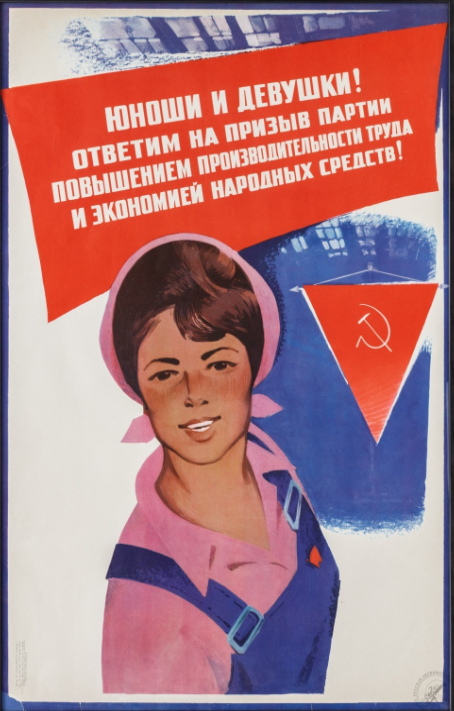 ЮНОШИ И ДЕВУШКИ!
ОТВЕТИМ НА ПРИЗЫВ ПАРТИИ
ПОВЫШЕНИЕМ ПРОИЗВОДИТЕЛЬНОСТИ ТРУДА
И ЭКОНОМИЕЙ НАРОДНЫХ СРЕДСТВ!